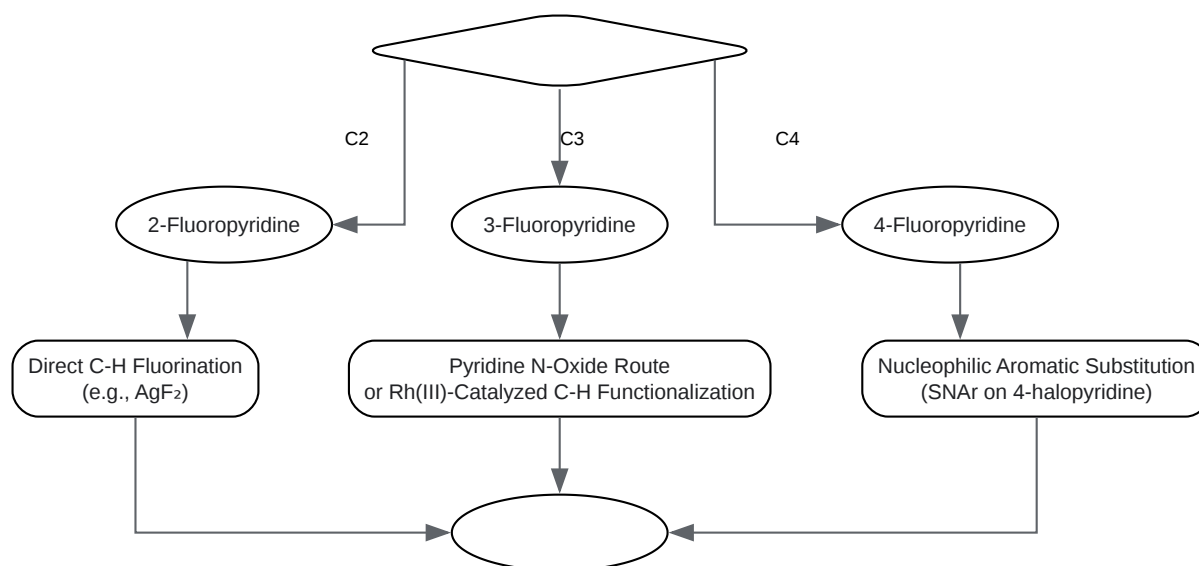 C2
C3
C4
2-Fluoropyridine
3-Fluoropyridine
4-Fluoropyridine
Direct C-H Fluorination
(e.g., AgF₂)
Pyridine N-Oxide Route
or Rh(III)-Catalyzed C-H Functionalization
Nucleophilic Aromatic Substitution
(SNAr on 4-halopyridine)